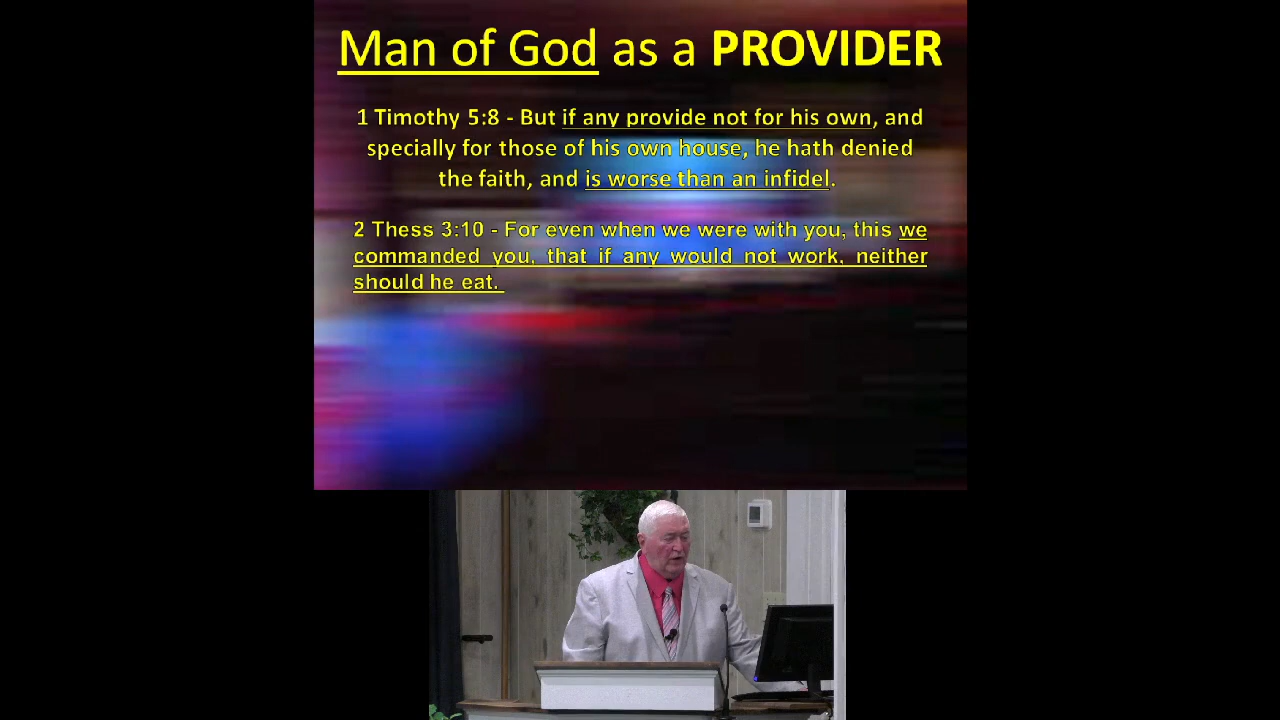 Man of God as a PROVIDER
1 Timothy 5:8 - But if any provide not for his own, and
specially for those of his own house, he hath denied
the faith, and is worse than an infidel.
2 Thess 3:10 - For even when we were with you, this we
commanded you, that if any would not work, neither
should he eat.